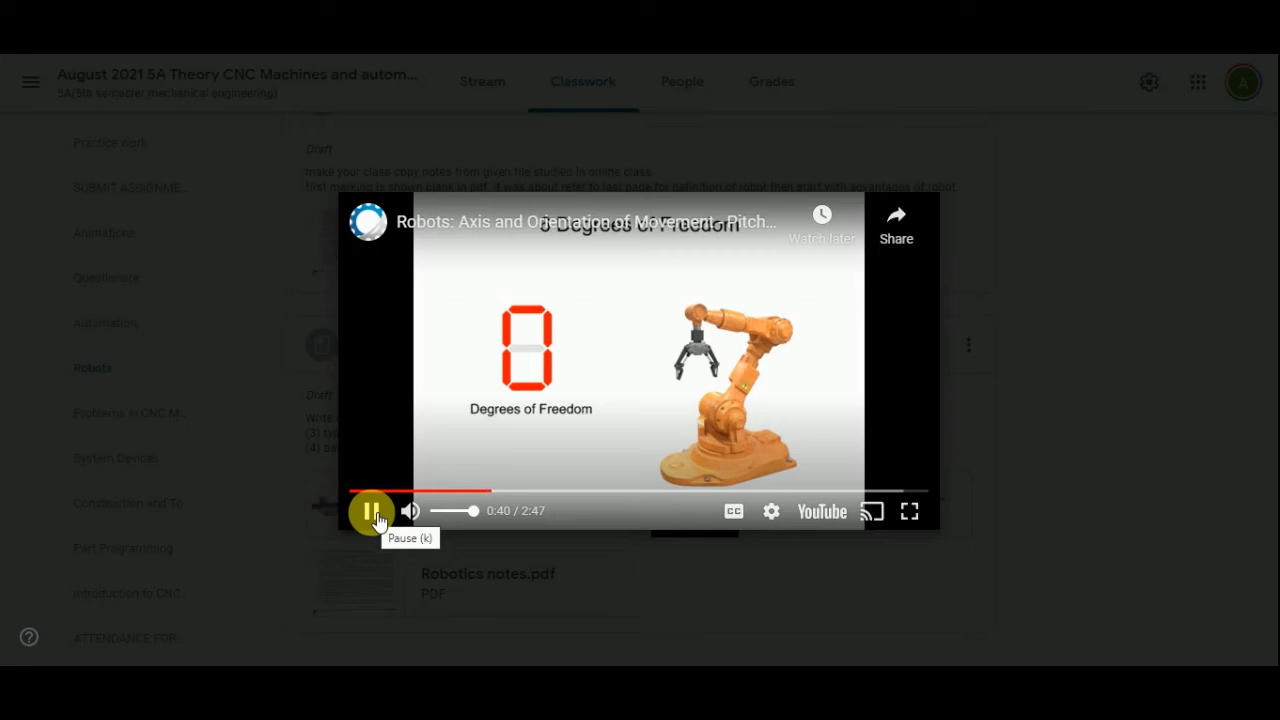 August 2021 5A Theory CNC Machines and autom...
5A(5th semester mechanical engineering)
Stream
Classwork
People
Grades
A
Practice work
SUBMIT ASSIGNME...
Animations
Questionare
Automation
Robots
Problems in CNC M...
System Devices
Construction and To
Part Programming
Introduction to CNC
ATTENDANCE FOR
Draft
make your class copy notes from given file studies in online class.
first marking is shown blank in pdf, it was about refer to last page for definition of robot then start with advantages of robot
Robots: Axis and Orientation of Movement - Pitch...
Degrees of Freedom
Watch later
Share
0
Degrees of Freedom
Draft
Write
(3) typ
0:40 / 2:47
CC
YouTube
Pause (k)
Robotics notes.pdf
PDF